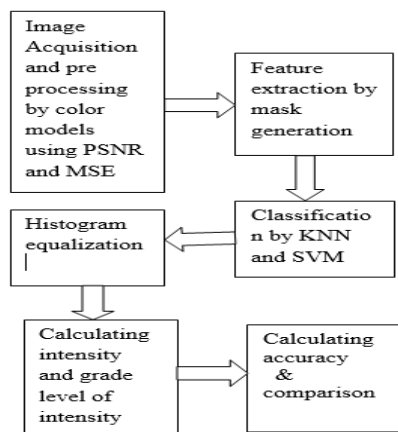 Image
Acquisition
and pre
processing
by color
models
using PSNR
and MSE
Feature
extraction by
mask
generation
Classificatio
n by KNN
and SVM
Histogram
equalization
Calculating
intensity
and grade
level of
intensity
Calculating
accuracy
&
comparison